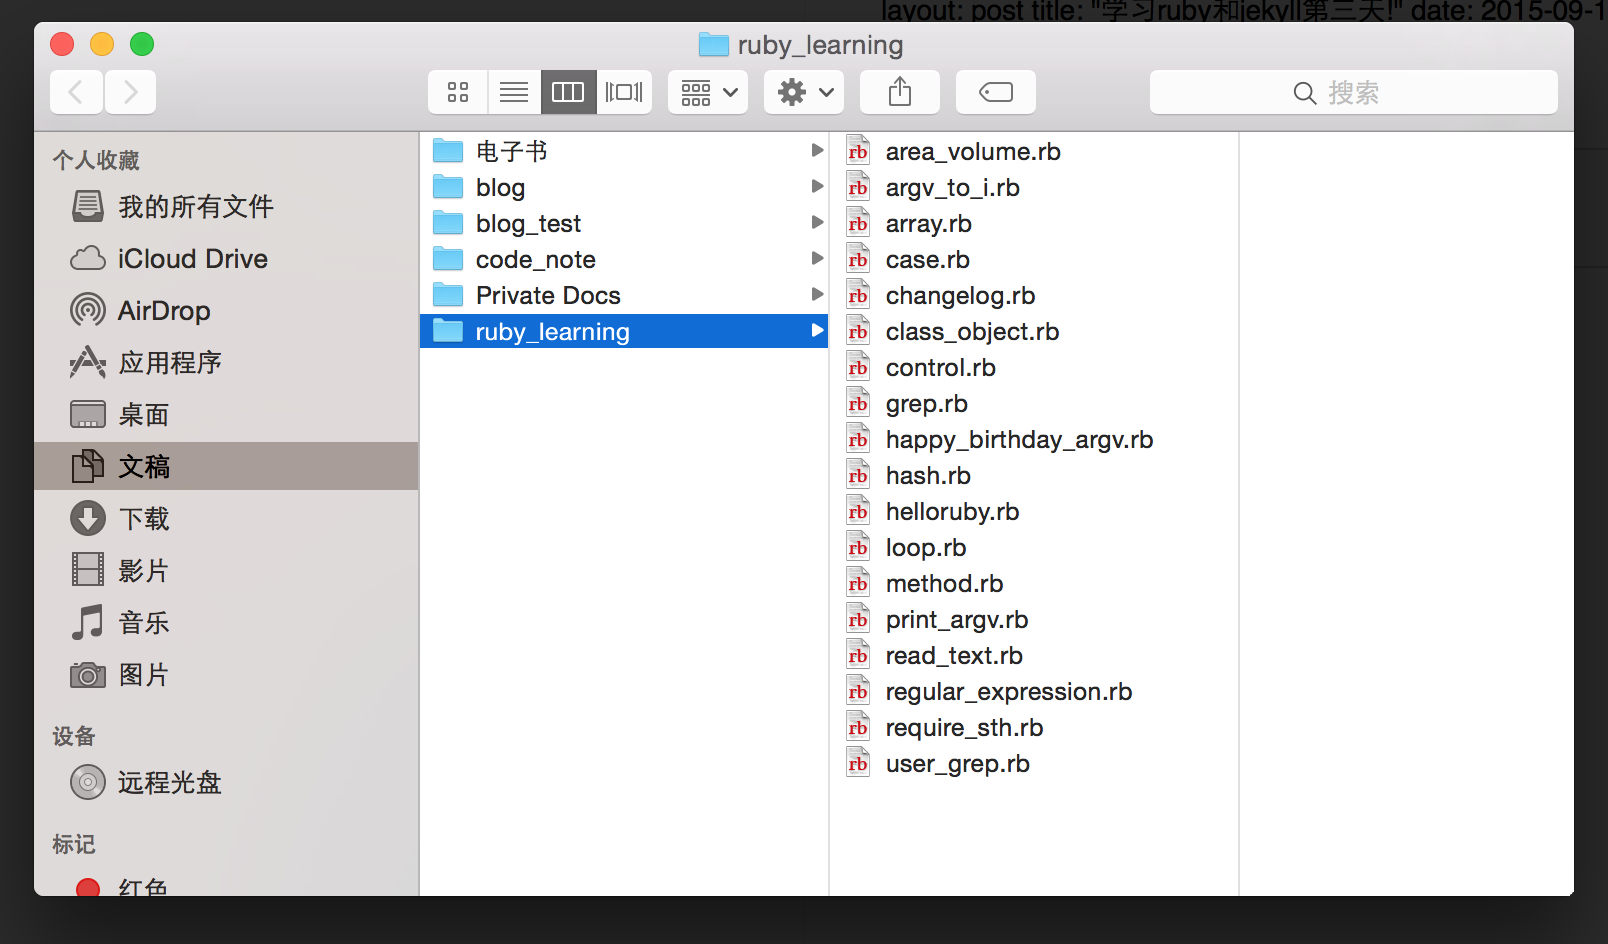 layout: post title: "学习ruby和jekyll第三天!" date: 2015-09-1
ruby_learning
搜索
个人收藏
我的所有文件
iCloud Drive
AirDrop
应用程序
桌面
文稿
下载
影片
音乐
图片
设备
远程光盘
标记
红色
电子书
blog
blog_test
code_note
Private Docs
ruby_learning
rb area_volume.rb
rb argv_to_i.rb
rb array.rb
rb case.rb
rb changelog.rb
rb class_object.rb
rb control.rb
rb grep.rb
rb happy_birthday_argv.rb
rb hash.rb
rb helloruby.rb
rb loop.rb
rb method.rb
rb print_argv.rb
rb read_text.rb
rb regular_expression.rb
rb require_sth.rb
rb user_grep.rb